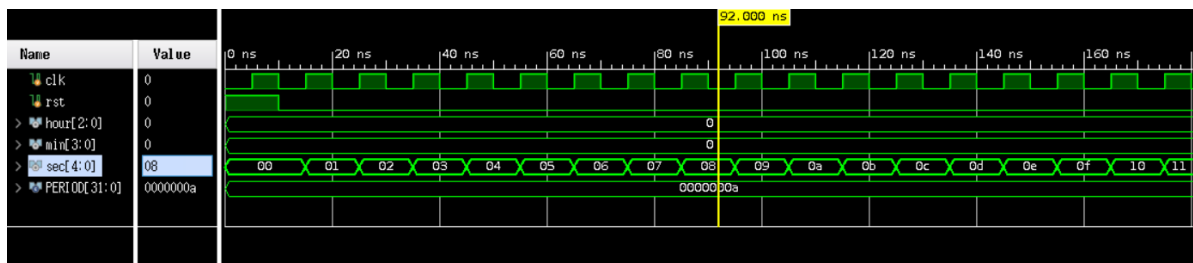 92.000 ns
Name Value 0 ns 20 ns 40 ns 60 ns 80 ns 100 ns 120 ns 140 ns 160 ns
clk 0
rst 0
hour[2:0] 0 0
min[3:0] 0 0
sec[4:0] 08 00 01 02 03 04 05 06 07 08 09 0a 0b 0c 0d 0e 0f 10 11
PERIOD[31:0] 0000000a 0000000a